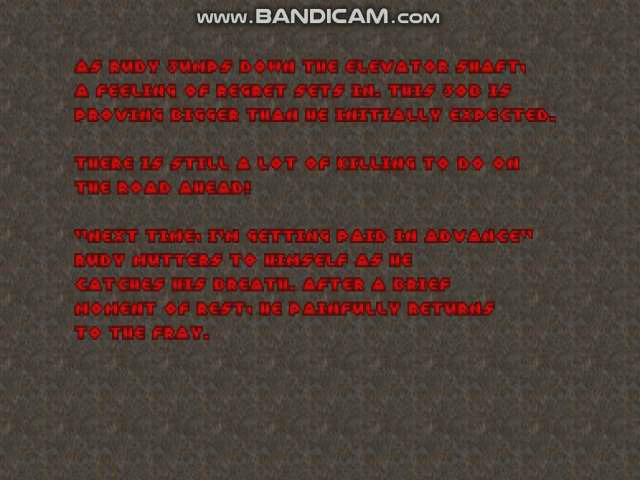 www.BANDICAM.com
AS RUDY JUMPS DOWN THE ELEVATOR SHAFT;
A FEELING OF REGRET SETS IN. THIS JOB IS
PROVING BIGGER THAN HE INITIALLY EXPECTED.
THERE IS STILL A LOT OF KILLING TO DO ON
THE ROAD AHEAD!
"NEXT TIME; I'M GETTING PAID IN ADVANCE"
RUDY MUTTERS TO HIMSELF AS HE
CATCHES HIS BREATH. AFTER A BRIEF
MOMENT OF REST; HE PAINFULLY RETURNS
TO THE FRAY.